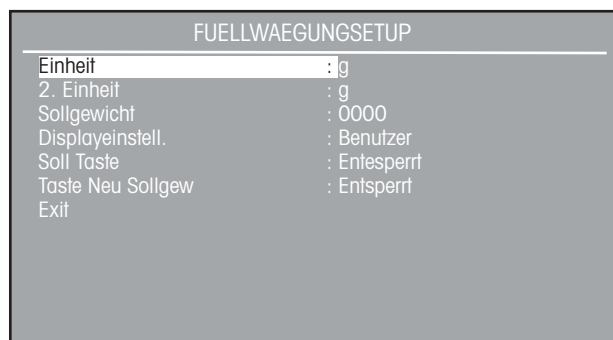 FUELLWAEGUNGSETUP
Einheit : g
2. Einheit : g
Sollgewicht : 0000
Displayeinstell. : Benutzer
Soll Taste : Entesperrt
Taste Neu Sollgew : Entsperrt
Exit